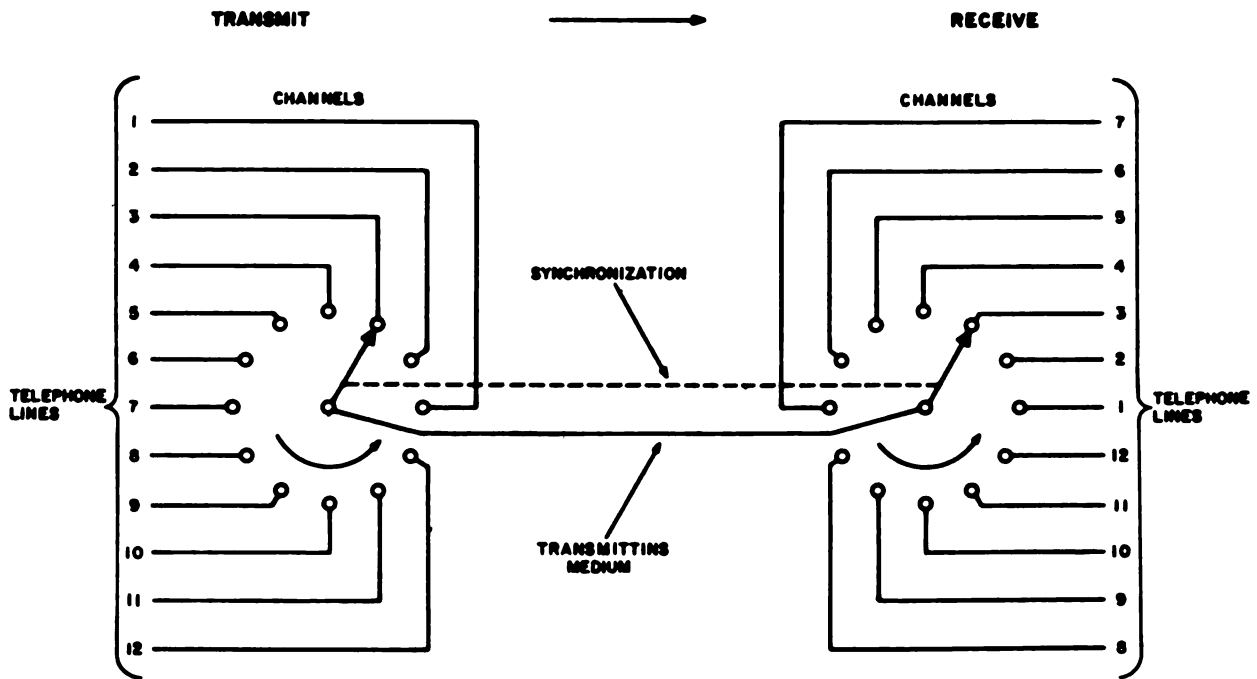 TRANSMIT
RECEIVE
CHANNELS
CHANNELS
1
2
3
4
5
6
7
8
9
10
11
12
TELEPHONE
LINES
SYNCHRONIZATION
TRANSMITTINS
MEDIUM
7
6
5
4
3
2
1
12
11
10
9
8
TELEPHONE
LINES